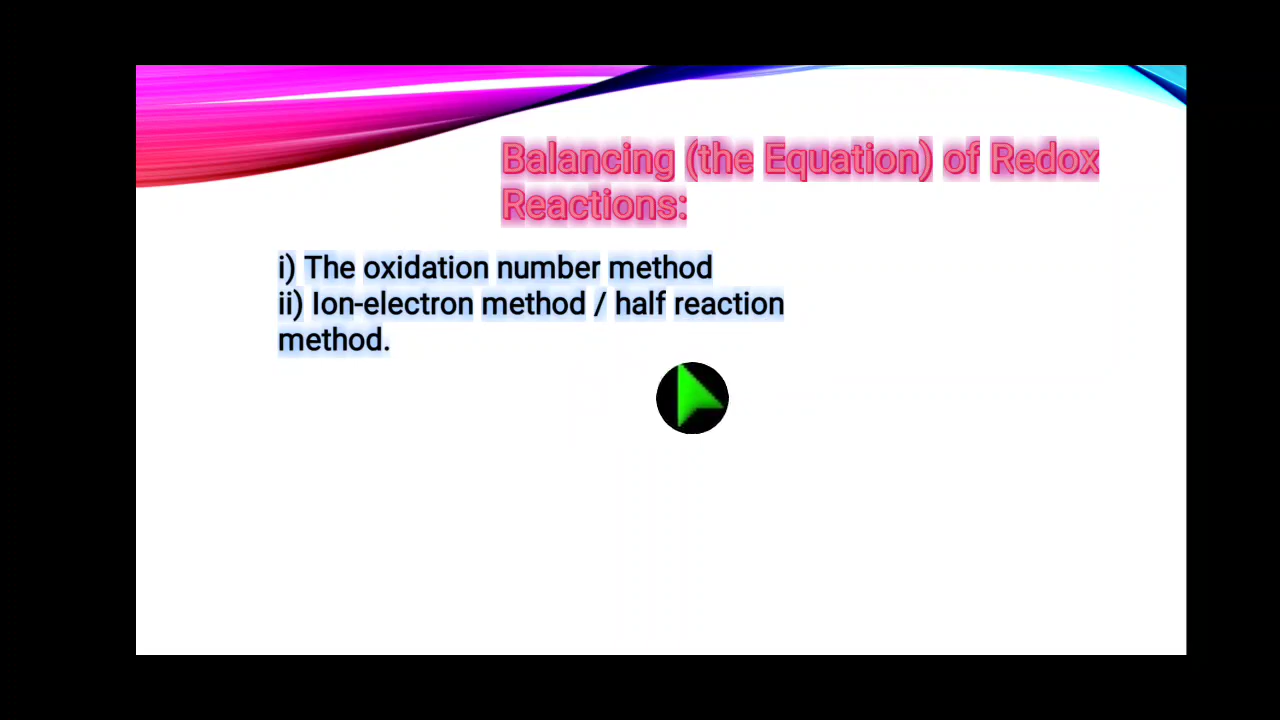 Balancing (the Equation) of Redox
Reactions:
i) The oxidation number method
ii) Ion-electron method / half reaction
method.